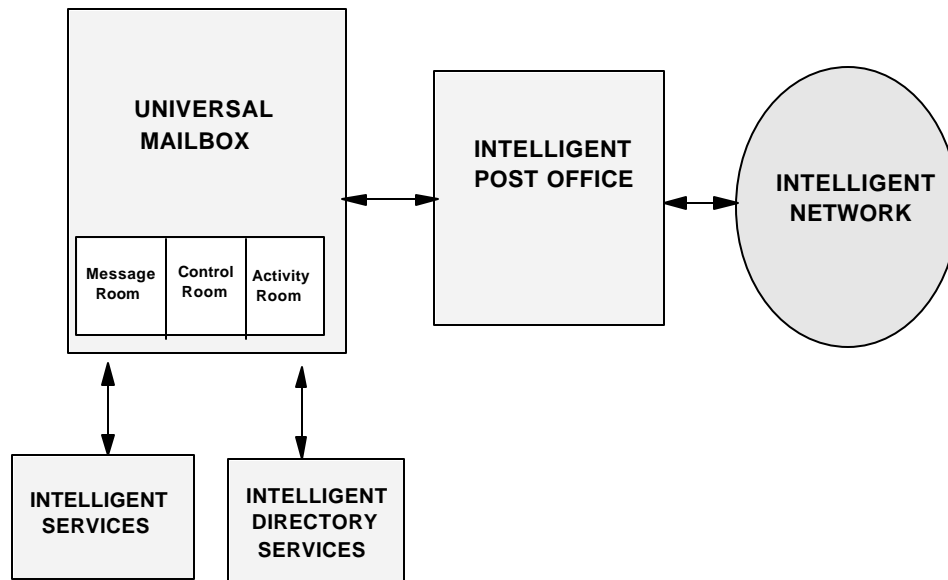 UNIVERSAL
MAILBOX
Message
Room
Control
Room
Activity
Room
INTELLIGENT
POST OFFICE
INTELLIGENT
NETWORK
INTELLIGENT
SERVICES
INTELLIGENT
DIRECTORY
SERVICES